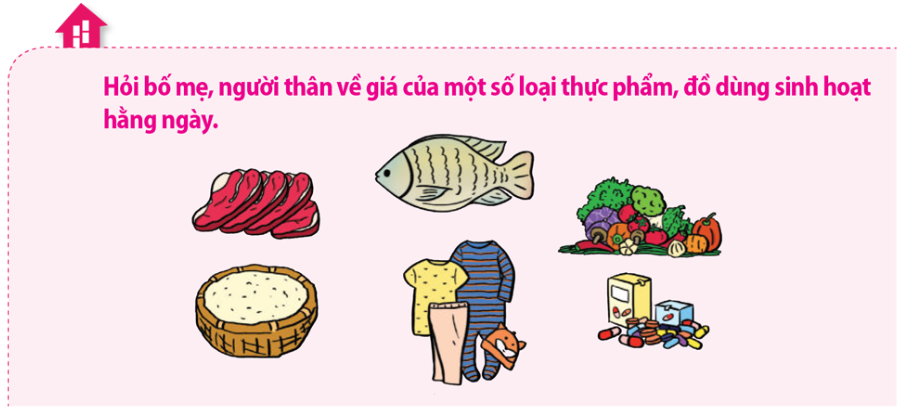 Hỏi bố mẹ, người thân về giá của một số loại thực phẩm, đồ dùng sinh hoạt
hằng ngày.